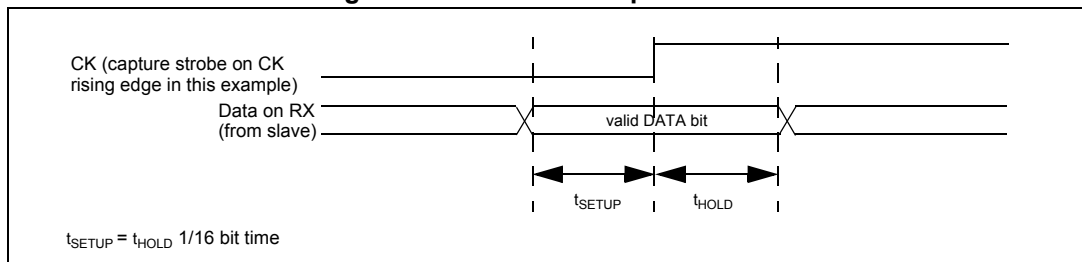 CK (capture strobe on CK
rising edge in this example)
Data on RX
(from slave)
valid DATA bit
tSETUP
tHOLD
tSETUP = tHOLD 1/16 bit time